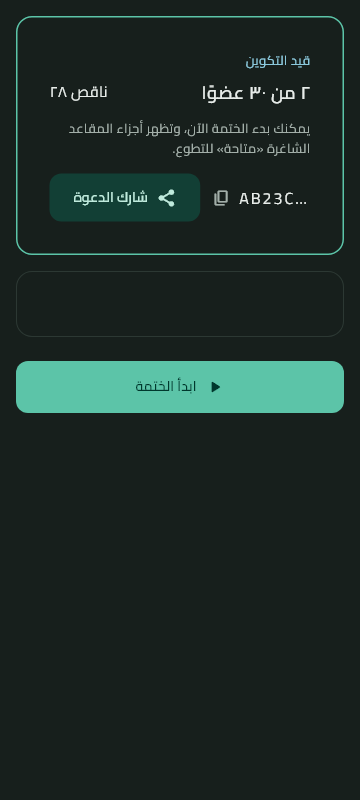 قيد التكوين
٢ من ٣٠ عضوًا
ناقص ٢٨
يمكنك بدء الختمة الآن، وتظهر أجزاء المقاعد
الشاغرة «متاحة» للتطوع.
AB23C...
شارك الدعوة
ابدأ الختمة